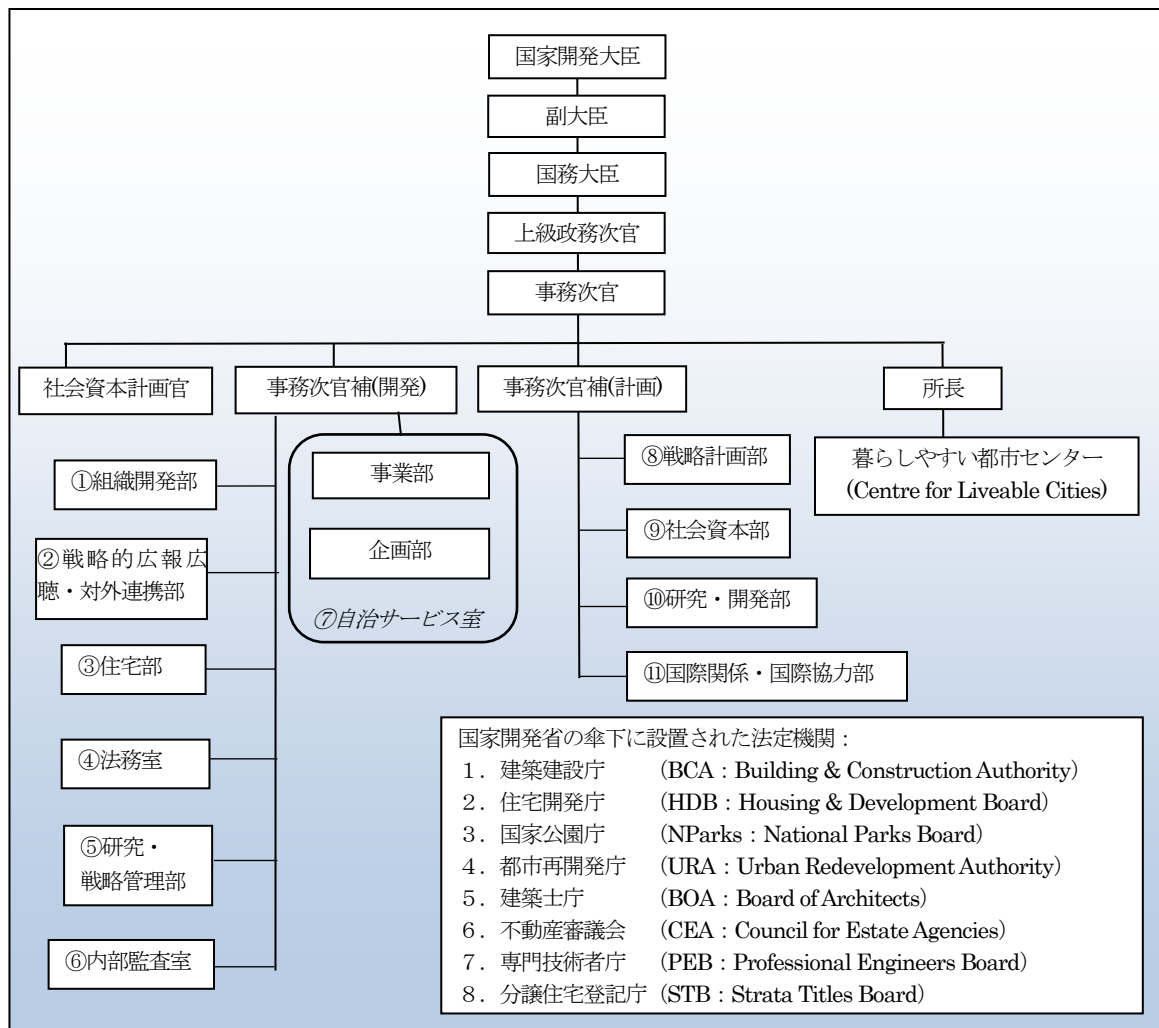 国家開発大臣
副大臣
国務大臣
上級政務次官
事務次官
社会資本計画官
事務次官補(開発)
事務次官補(計画)
所長
①組織開発部
②戦略的広報広
聴・対外連携部
③住宅部
④法務室
⑤研究・
戦略管理部
⑥内部監査室
事業部
企画部
⑦自治サービス室
⑧戦略計画部
⑨社会資本部
⑩研究・開発部
⑪国際関係・国際協力部
暮らしやすい都市センター
(Centre for Liveable Cities)
国家開発省の傘下に設置された法定機関：
１．建築建設庁 (BCA：Building & Construction Authority)
２．住宅開発庁 (HDB：Housing & Development Board)
３．国家公園庁 (NParks：National Parks Board)
４．都市再開発庁 (URA：Urban Redevelopment Authority)
５．建築士庁 (BOA：Board of Architects)
６．不動産審議会 (CEA：Council for Estate Agencies)
７．専門技術者庁 (PEB：Professional Engineers Board)
８．分譲住宅登記庁 (STB：Strata Titles Board)